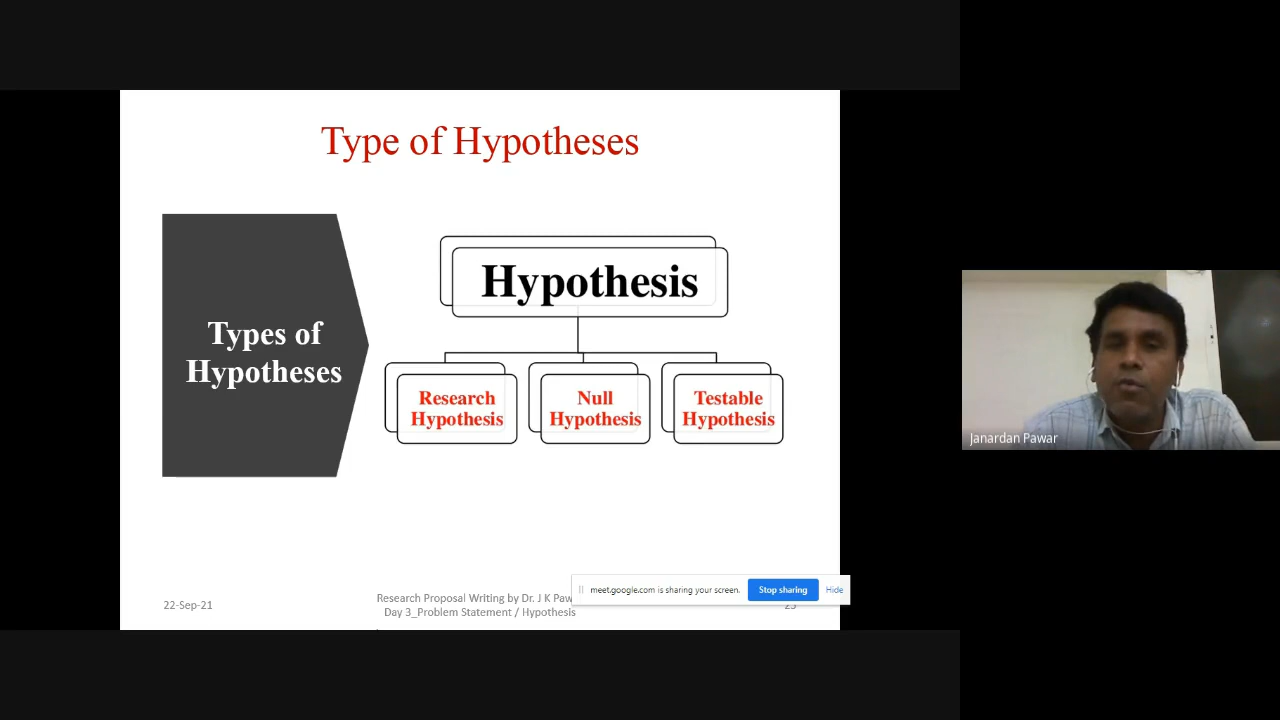 Type of Hypotheses
Types of
Hypotheses
Hypothesis
Research
Hypothesis
Null
Hypothesis
Testable
Hypothesis
Janardan Pawar
meet.google.com is sharing your screen.
Stop sharing
Hide
22-Sep-21
Research Proposal Writing by Dr. J K Paw
Day 3_Problem Statement / Hypothesis